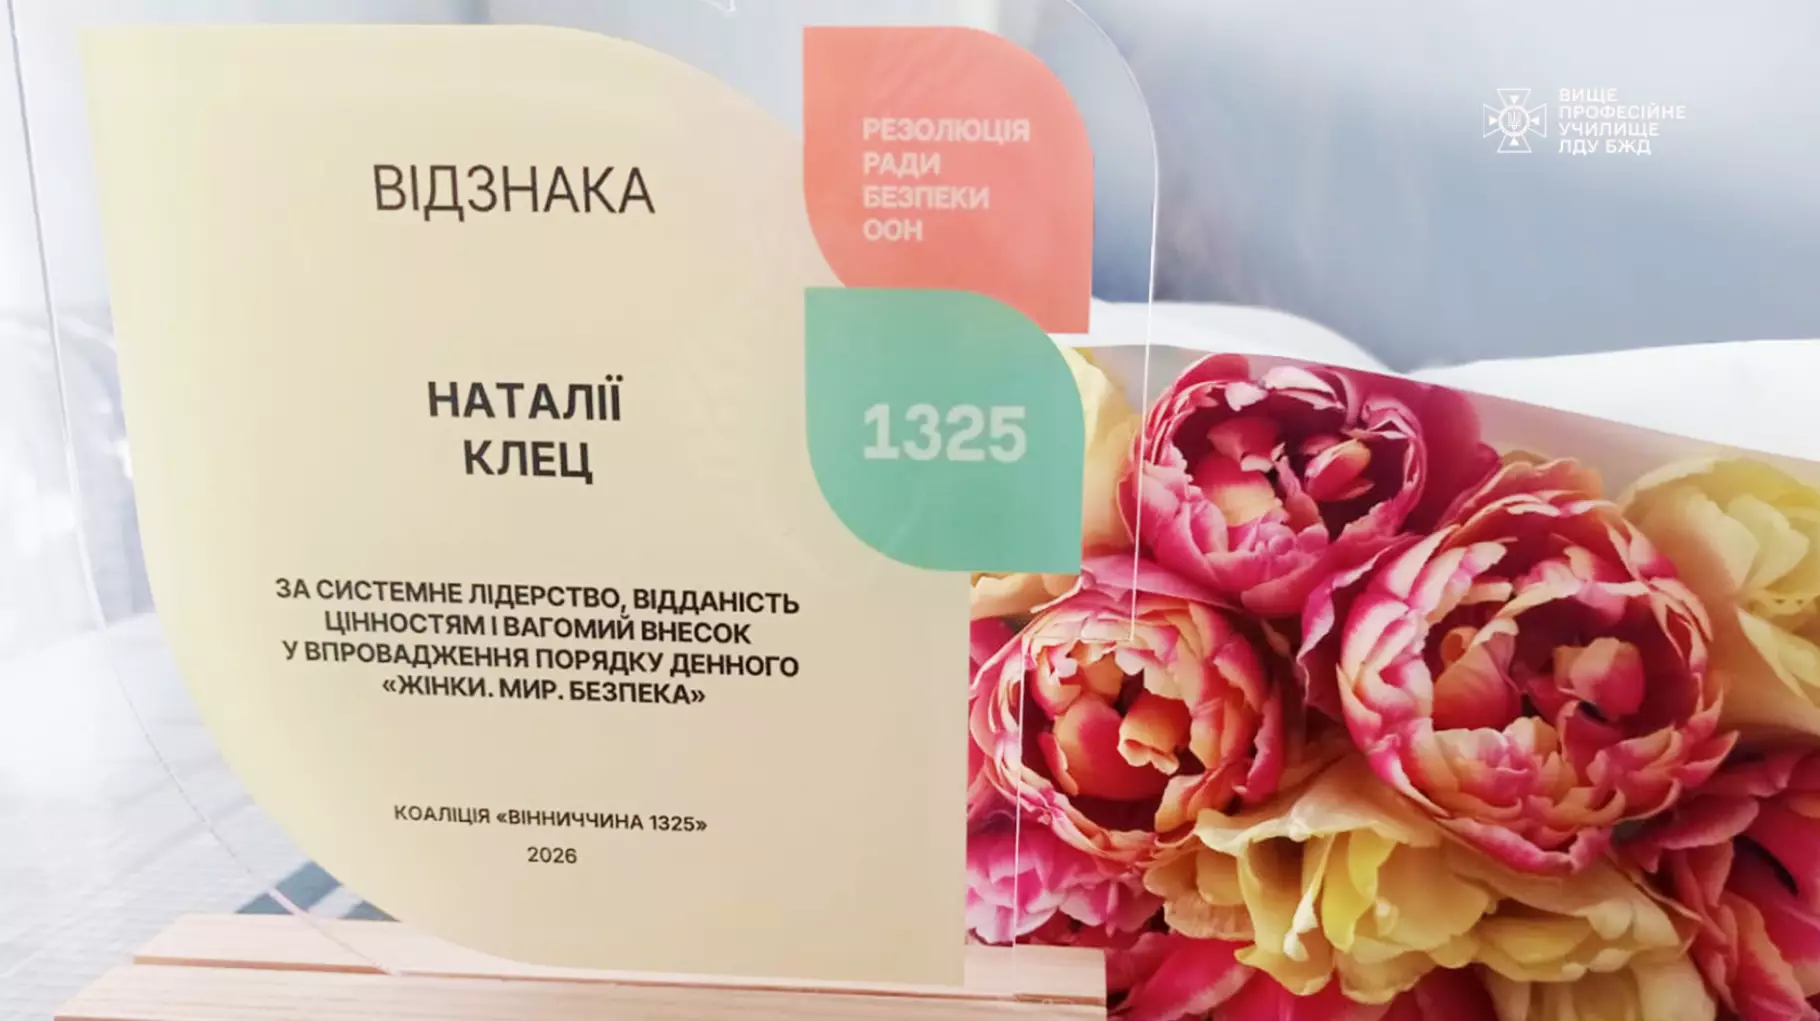 ВІДЗНАКА
НАТАЛІЇ
КЛЕЦ
ЗА СИСТЕМНЕ ЛІДЕРСТВО, ВІДДАНІСТЬ
ЦІННОСТЯМ І ВАГОМИЙ ВНЕСОК
У ВПРОВАДЖЕННЯ ПОРЯДКУ ДЕННОГО
«ЖІНКИ. МИР. БЕЗПЕКА»
КОАЛІЦІЯ «ВІННИЧЧИНА 1325»
2026
РЕЗОЛЮЦІЯ
РАДИ
БЕЗПЕКИ
ООН
1325
ВИЩЕ
ПРОФЕСІЙНЕ
УЧИЛИЩЕ
ЛДУ БЖД